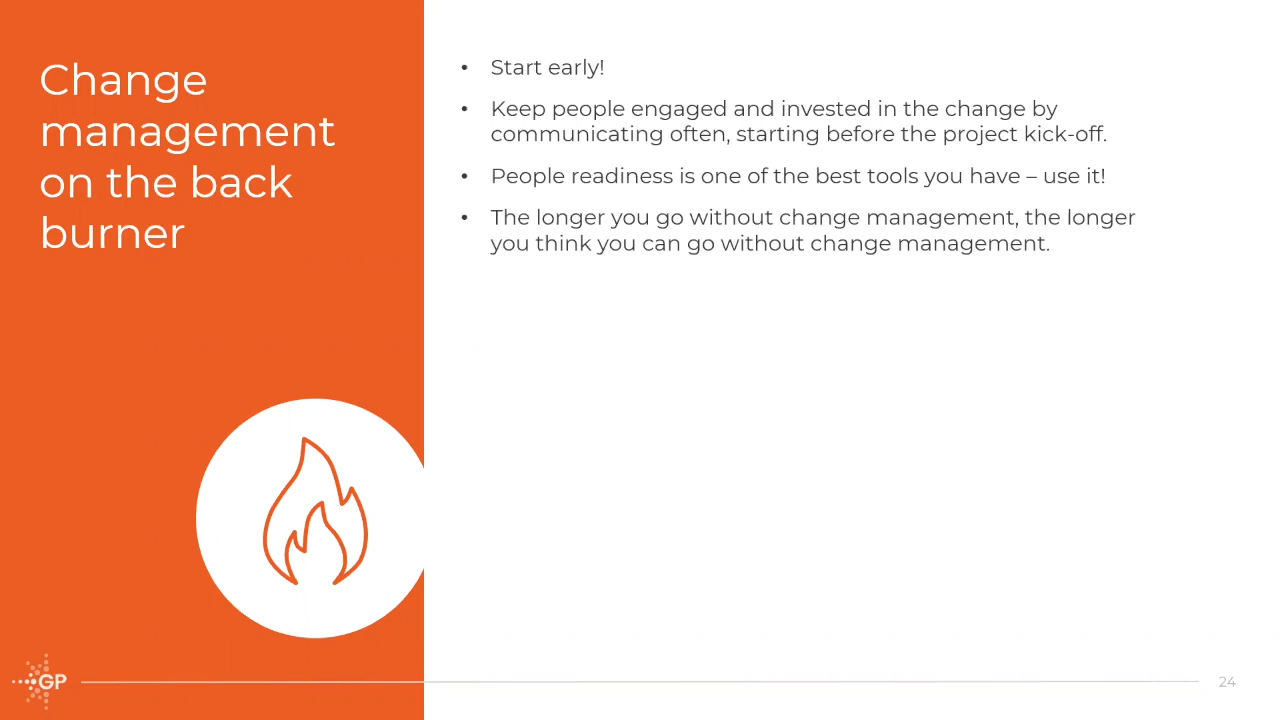 Change
management
on the back
burner
• Start early!
• Keep people engaged and invested in the change by
communicating often, starting before the project kick-off.
• People readiness is one of the best tools you have – use it!
• The longer you go without change management, the longer
you think you can go without change management.
GP
24